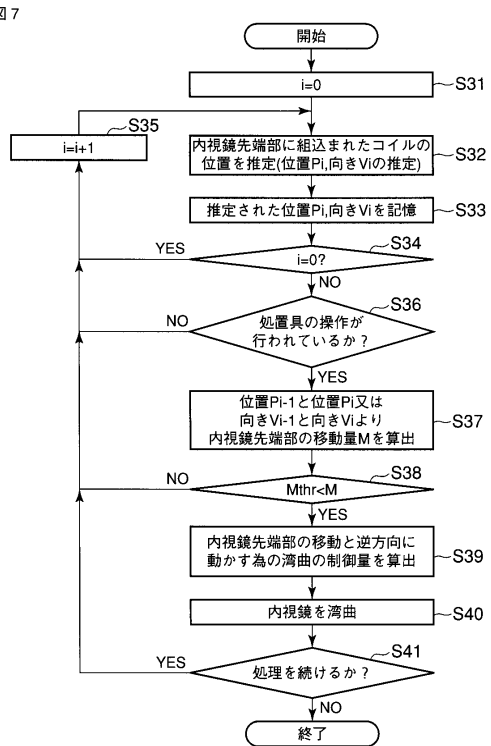 図7
開始
i=0
S31
i=i+1
S35
内視鏡先端部に組込まれたコイルの
位置を推定(位置Pi,向きViの推定)
S32
推定された位置Pi,向きViを記憶
S33
i=0?
S34
YES
NO
処置具の操作が
行われているか?
S36
NO
YES
位置Pi-1と位置Pi又は
向きVi-1と向きViより
内視鏡先端部の移動量Mを算出
S37
Mthr<M
S38
NO
YES
内視鏡先端部の移動と逆方向に
動かす為の湾曲の制御量を算出
S39
内視鏡を湾曲
S40
処理を続けるか?
S41
YES
NO
終了